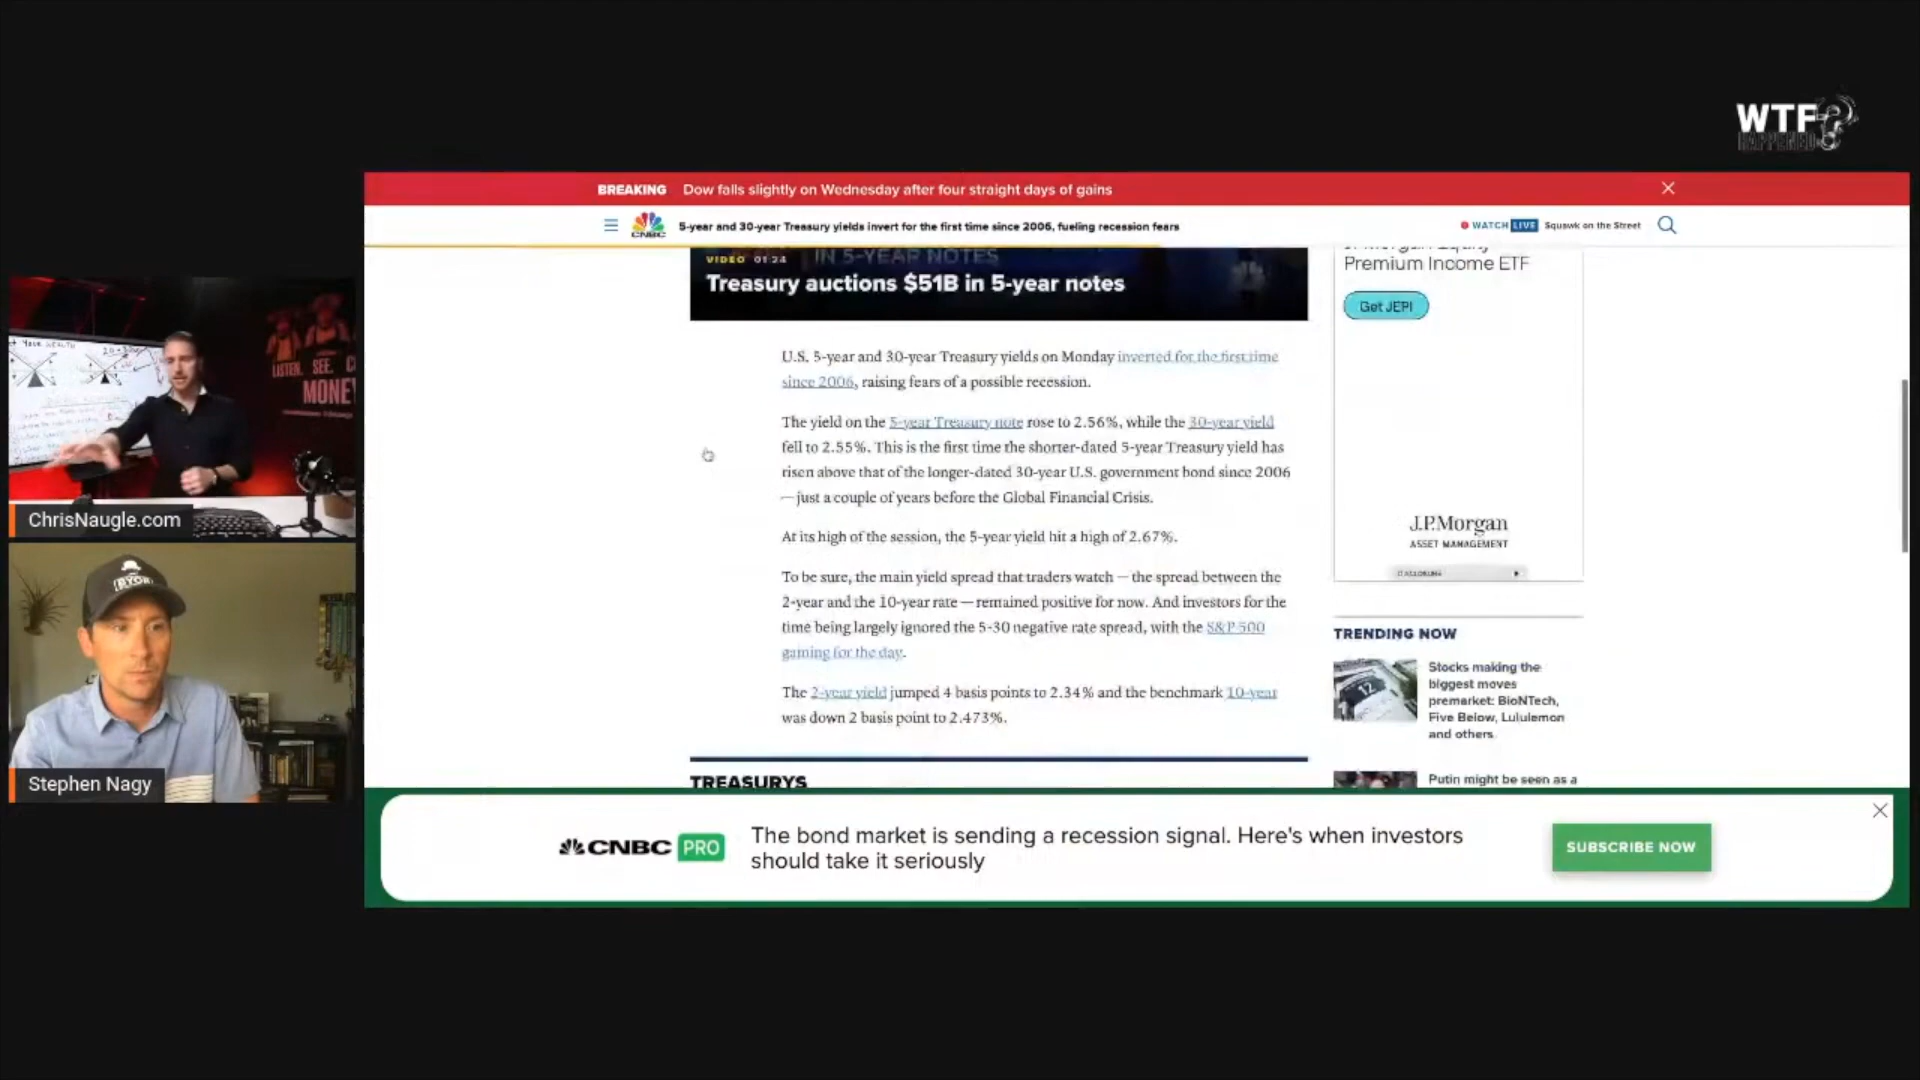 WTF?
HAPPENED
BREAKING Dow falls slightly on Wednesday after four straight days of gains
CNBC 5-year and 30-year Treasury yields invert for the first time since 2006, fueling recession fears
WATCH LIVE Squawk on the Street
IN 5-YEAR NOTES
VIDEO 01:24
Treasury auctions $51B in 5-year notes
U.S. 5-year and 30-year Treasury yields on Monday inverted for the first time
since 2006, raising fears of a possible recession.
The yield on the 5-year Treasury note rose to 2.56%, while the 30-year yield
fell to 2.55%. This is the first time the shorter-dated 5-year Treasury yield has
risen above that of the longer-dated 30-year U.S. government bond since 2006
— just a couple of years before the Global Financial Crisis.
At its high of the session, the 5-year yield hit a high of 2.67%.
To be sure, the main yield spread that traders watch — the spread between the
2-year and the 10-year rate — remained positive for now. And investors for the
time being largely ignored the 5-30 negative rate spread, with the S&P 500
gaining for the day.
The 2-year yield jumped 4 basis points to 2.34% and the benchmark 10-year
was down 2 basis point to 2.473%.
TREASURYS
Premium Income ETF
Get JEPI
J.P.Morgan
ASSET MANAGEMENT
TRENDING NOW
Stocks making the
biggest moves
premarket: BioNTech,
Five Below, Lululemon
and others
Putin might be seen as a
CNBC PRO
The bond market is sending a recession signal. Here's when investors
should take it seriously
SUBSCRIBE NOW
LISTEN. SEE.
MONEY
ChrisNaugle.com
RYOR
Stephen Nagy